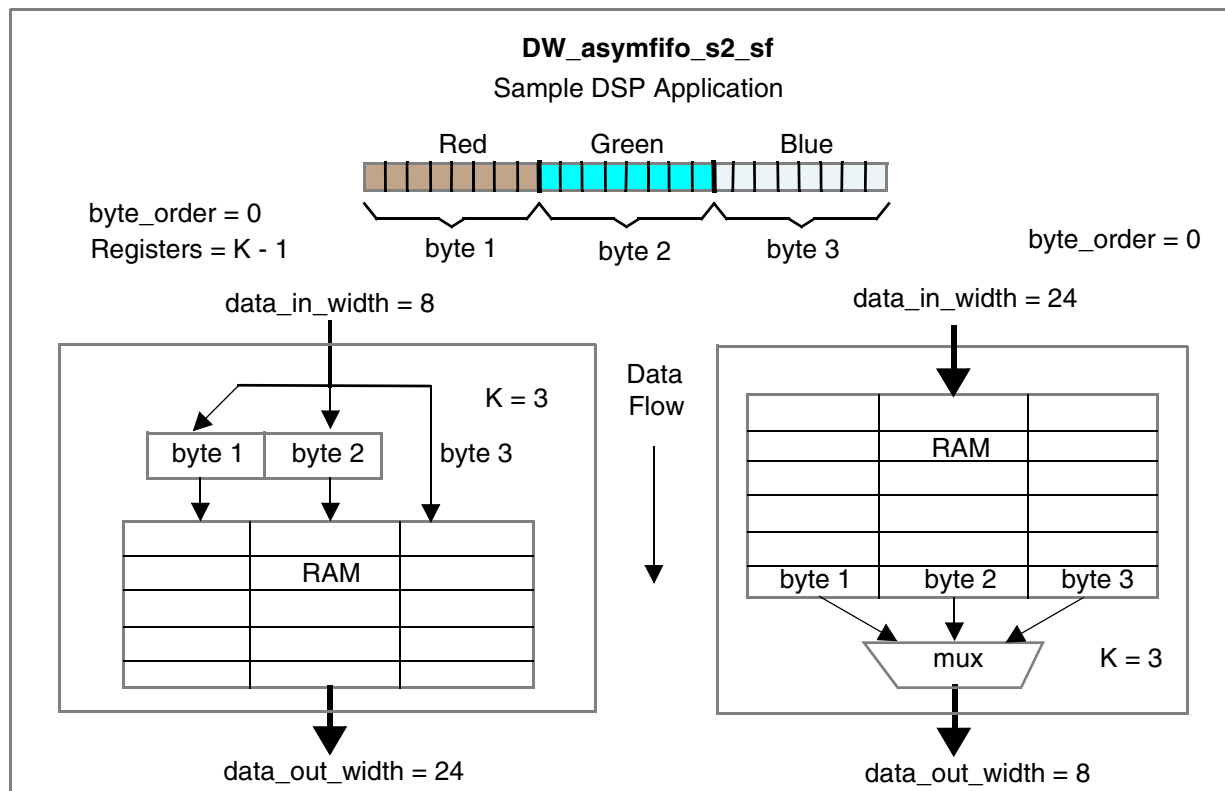 DW_asymfifo_s2_sf
Sample DSP Application
Red Green Blue
byte_order = 0
Registers = K - 1
byte 1 byte 2 byte 3
byte_order = 0
data_in_width = 8
K = 3
byte 1 byte 2 byte 3
RAM
data_out_width = 24
Data
Flow
data_in_width = 24
RAM
byte 1 byte 2 byte 3
mux
K = 3
data_out_width = 8